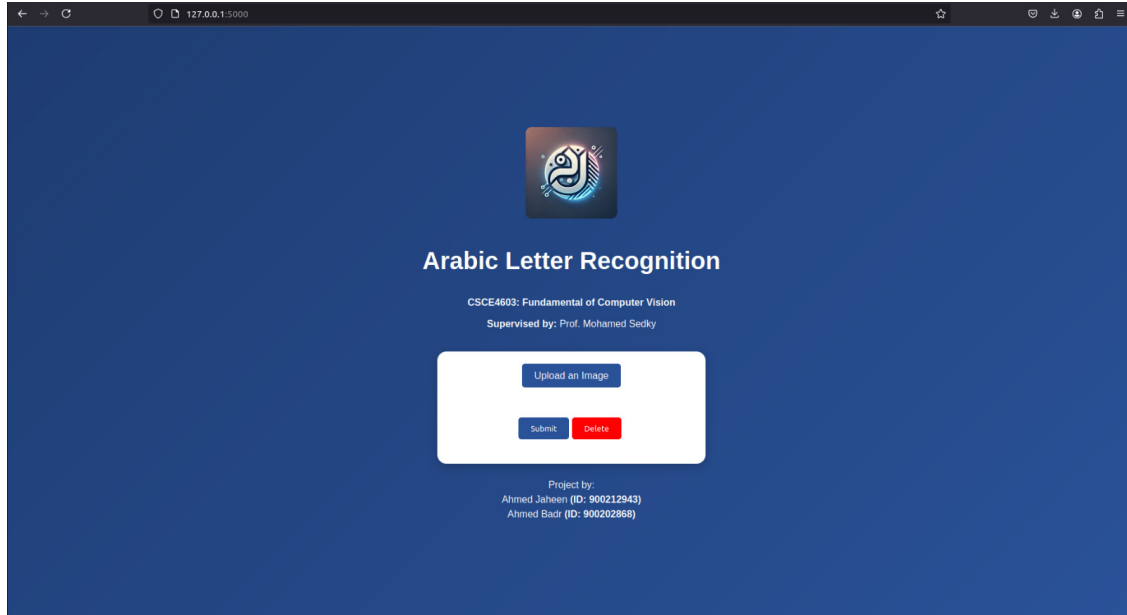 127.0.0.1:5000
Arabic Letter Recognition
CSCE4603: Fundamental of Computer Vision
Supervised by: Prof. Mohamed Sedky
Upload an Image
Submit Delete
Project by:
Ahmed Jaheen (ID: 900212943)
Ahmed Badr (ID: 900202868)